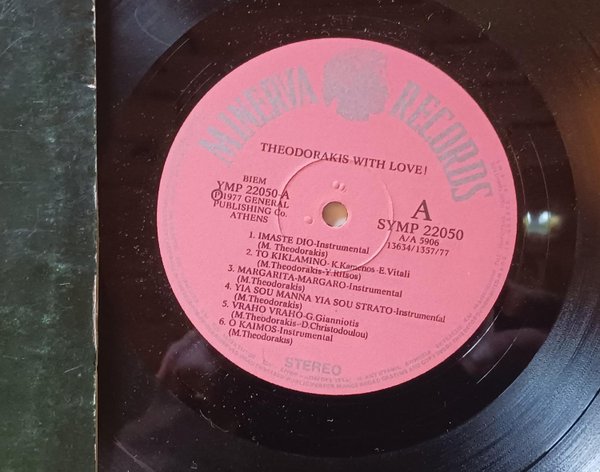 MINERVA RECORDS
THEODORAKIS WITH LOVE!
BIEM
YMP 22050-A
Ⓟ1977 GENERAL
PUBLISHING Co.
ATHENS
A
SYMP 22050
A/A 5906
13634/1357/77
1. IMASTE DIO-Instrumental
(M. Theodorakis)
2. TO KIKLAMINO-K.Kamenos-E.Vitali
(M.Theodorakis-Y.Ritsos)
3. MARGARITA-MARGARO-Instrumental
(M.Theodorakis)
4. YIA SOU MANNA YIA SOU STRATO-Instrumental
(M.Theodorakis)
5. VRAHO VRAHO-G.Gianniotis
(M.Theodorakis-D.Christodoulou)
6. O KAIMOS-Instrumental
(M.Theodorakis)
STEREO